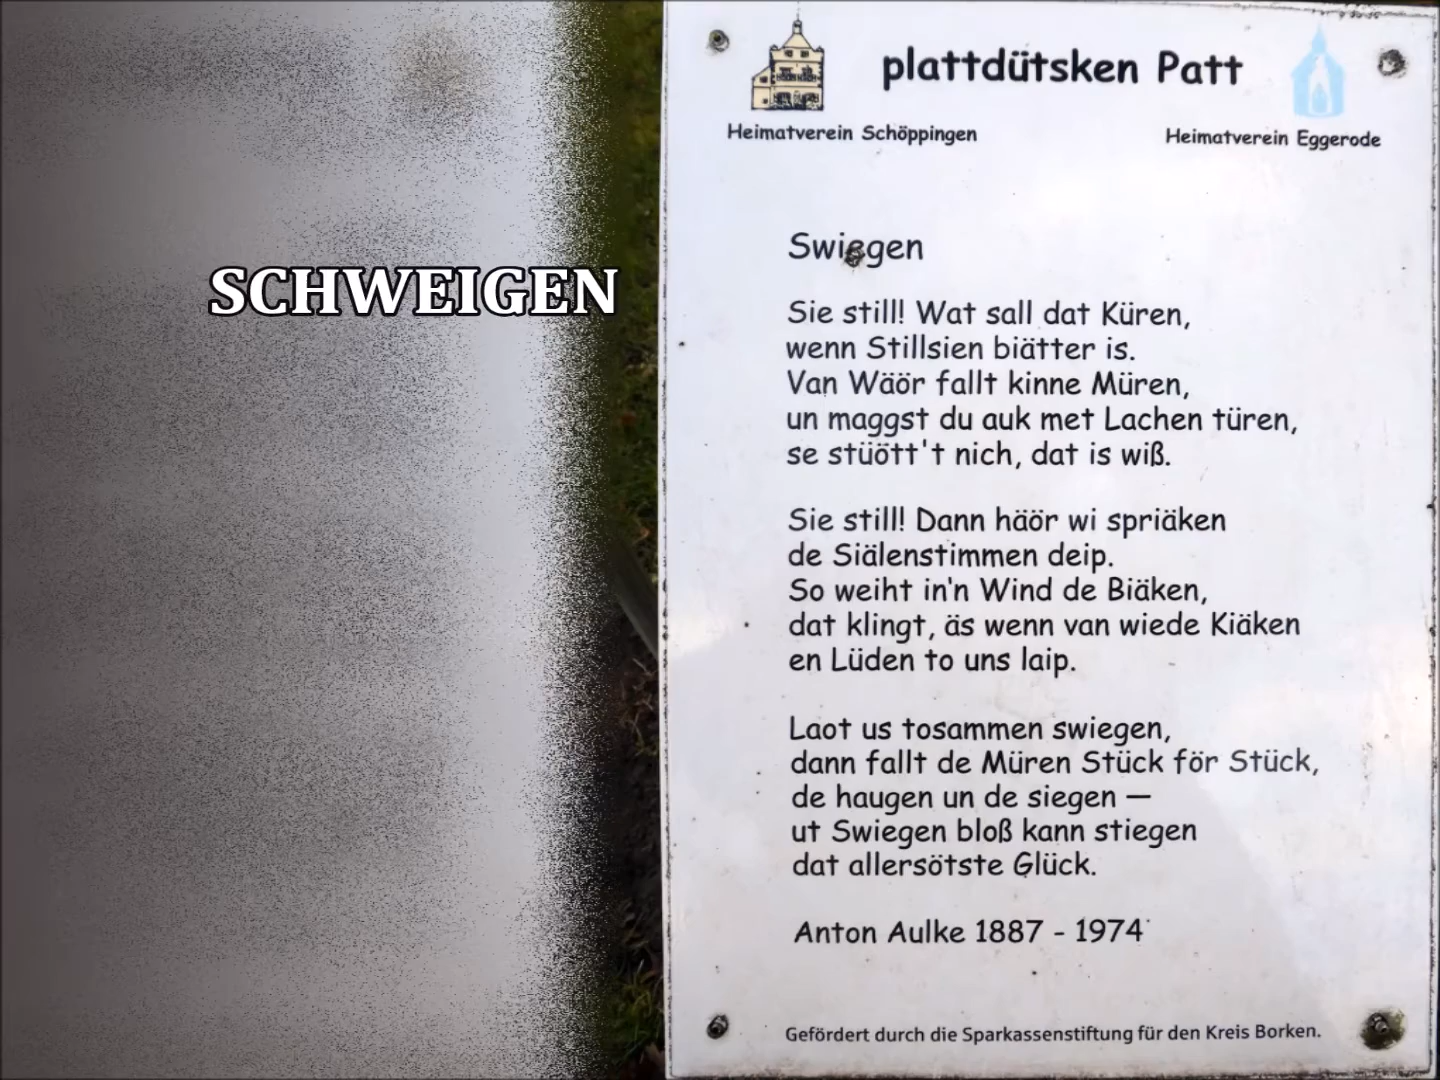 SCHWEIGEN
plattdütsken Patt
Heimatverein Schöppingen
Heimatverein Eggerode
Swiegen
Sie still! Wat sall dat Küren,
wenn Stillsien biätter is.
Van Wäör fallt kinne Müren,
un maggst du auk met Lachen türen,
se stüött't nich, dat is wiß.
Sie still! Dann häör wi spriäken
de Siälenstimmen deip.
So weiht in'n Wind de Biäken,
dat klingt, äs wenn van wiede Kiäken
en Lüden to uns laip.
Laot us tosammen swiegen,
dann fallt de Müren Stück för Stück,
de haugen un de siegen —
ut Swiegen bloß kann stiegen
dat allersötste Glück.
Anton Aulke 1887 - 1974
Gefördert durch die Sparkassenstiftung für den Kreis Borken.